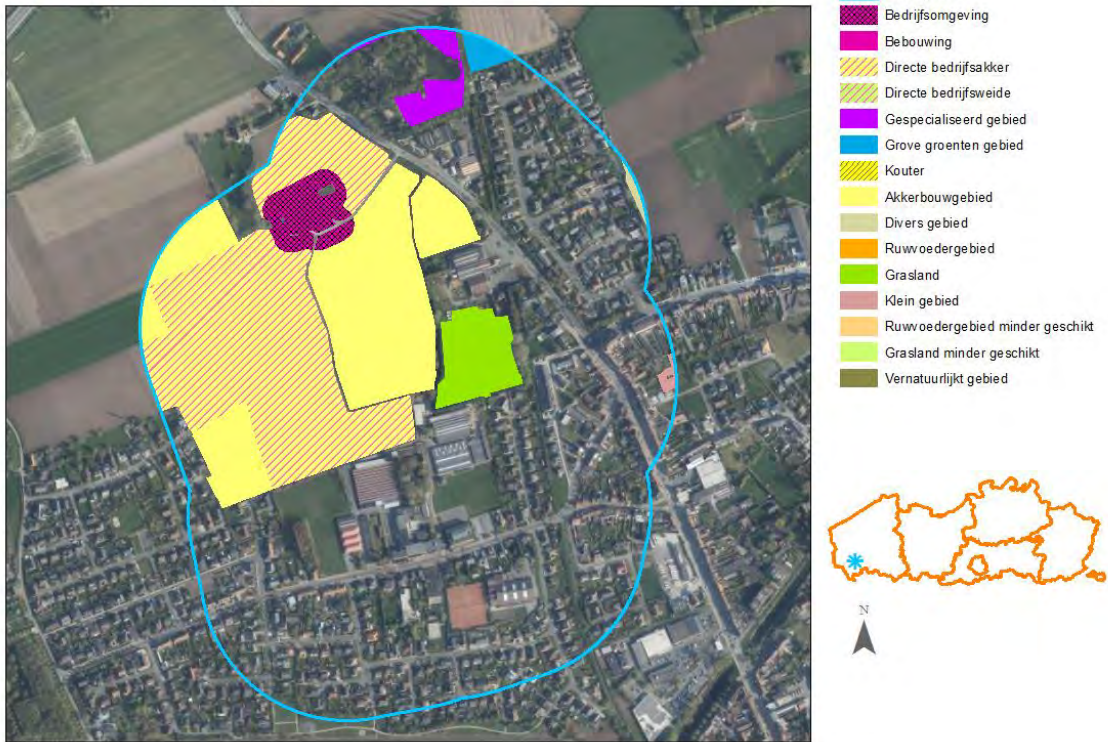 Bedrijfsomgeving
Bebouwing
Directe bedrijfsakker
Directe bedrijfsweide
Gespecialiseerd gebied
Grove groenten gebied
Kouter
Akkerbouwgebied
Divers gebied
Ruwvoedergebied
Grasland
Klein gebied
Ruwvoedergebied minder geschikt
Grasland minder geschikt
Vernatuurlijkt gebied
N